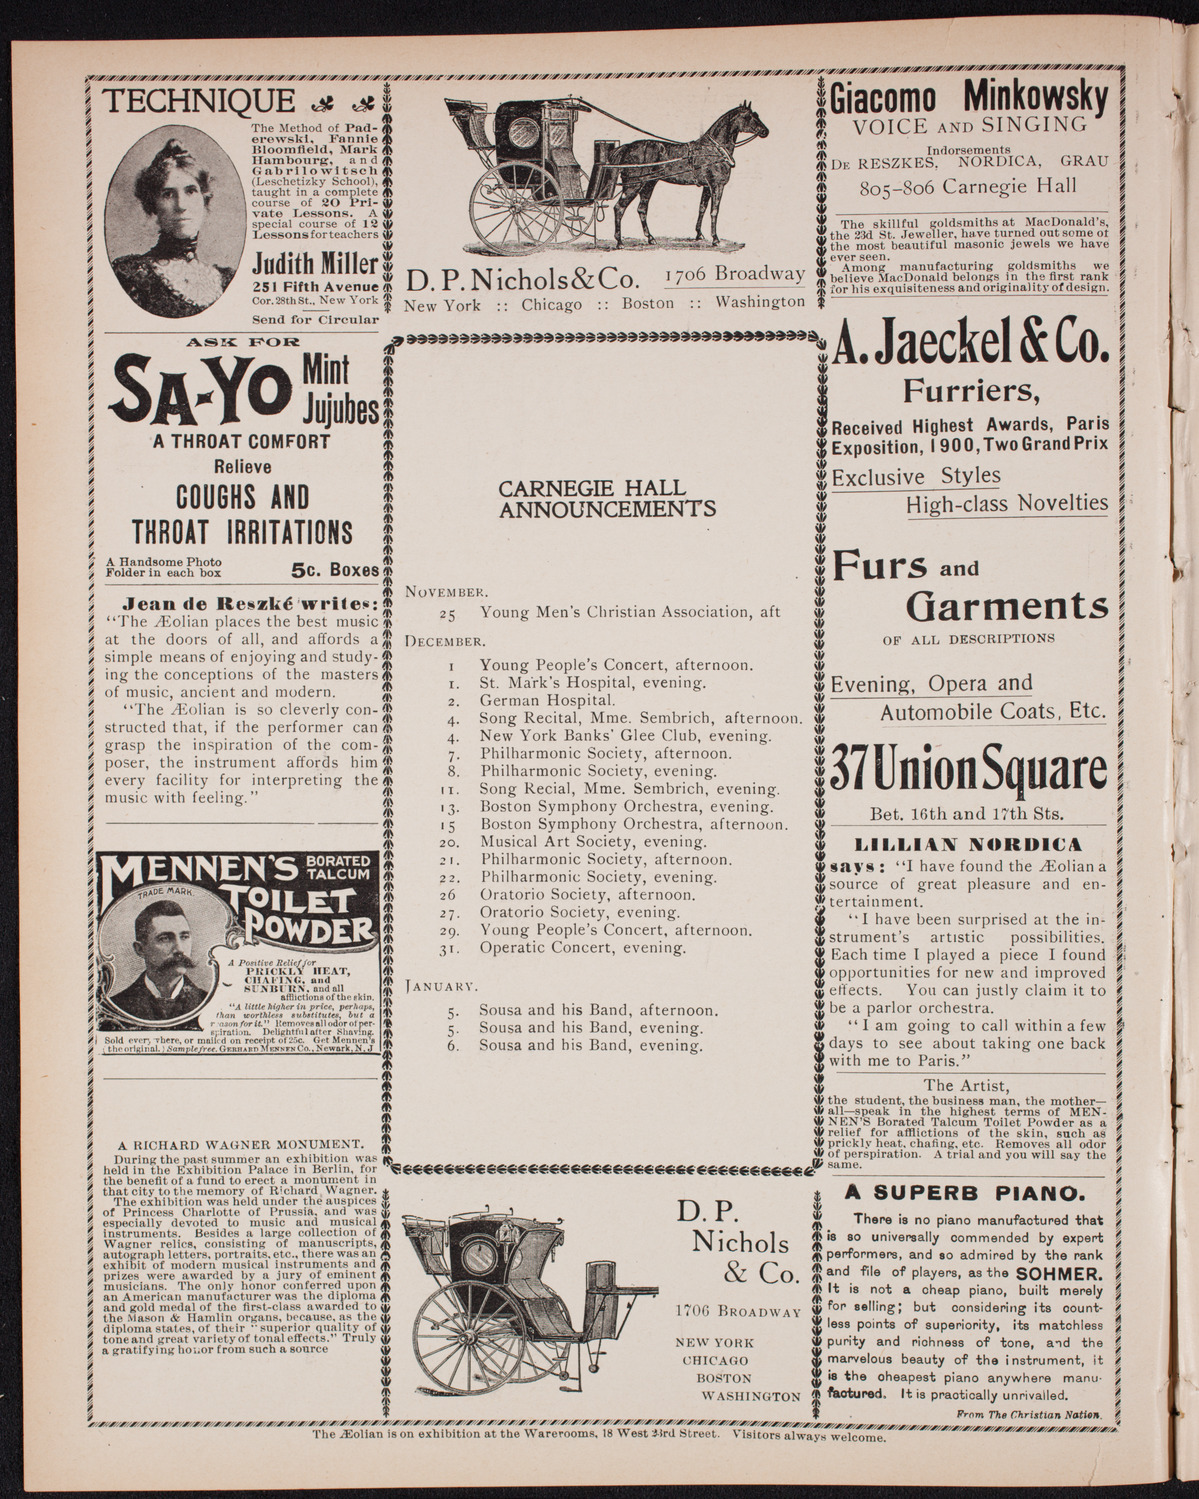 TECHNIQUE
The Method of Pad-
erewski, Fannie
Bloomfield, Mark
Hambourg, and
Gabrilowitsch
(Leschetizky School),
taught in a complete
course of 20 Pri-
vate Lessons. A
special course of 12
Lessons for teachers
Judith Miller
251 Fifth Avenue
Cor. 28th St., New York
Send for Circular
ASK FOR
SA-YO Mint
Jujubes
A THROAT COMFORT
Relieve
COUGHS AND
THROAT IRRITATIONS
A Handsome Photo
Folder in each box
5c. Boxes
Jean de Reszké writes:
"The Æolian places the best music
at the doors of all, and affords a
simple means of enjoying and study-
ing the conceptions of the masters
of music, ancient and modern.
"The Æolian is so cleverly con-
structed that, if the performer can
grasp the inspiration of the com-
poser, the instrument affords him
every facility for interpreting the
music with feeling."
MENNEN'S BORATED
TALCUM
TOILET
POWDER
TRADE MARK
A Positive Relief for
PRICKLY HEAT,
CHAFING, and
SUNBURN, and all
afflictions of the skin.
"A little higher in price, perhaps,
than worthless substitutes, but a
reason for it." Removes all odor of per-
spiration. Delightful after Shaving.
Sold everywhere, or mailed on receipt of 25c. Get Mennen's
(the original.) Sample free. GERHARD MENNEN CO., Newark, N. J.
A RICHARD WAGNER MONUMENT.
During the past summer an exhibition was
held in the Exhibition Palace in Berlin, for
the benefit of a fund to erect a monument in
that city to the memory of Richard Wagner.
The exhibition was held under the auspices
of Princess Charlotte of Prussia, and was
especially devoted to music and musical
instruments. Besides a large collection of
Wagner relics, consisting of manuscripts,
autograph letters, portraits, etc., there was an
exhibit of modern musical instruments and
prizes were awarded by a jury of eminent
musicians. The only honor conferred upon
an American manufacturer was the diploma
and gold medal of the first-class awarded to
the Mason & Hamlin organs, because, as the
diploma states, of their "superior quality of
tone and great variety of tonal effects." Truly
a gratifying honor from such a source
D. P. Nichols & Co. 1706 Broadway
New York :: Chicago :: Boston :: Washington
CARNEGIE HALL
ANNOUNCEMENTS
NOVEMBER.
25 Young Men's Christian Association, aft
DECEMBER.
1 Young People's Concert, afternoon.
1. St. Mark's Hospital, evening.
2. German Hospital.
4. Song Recital, Mme. Sembrich, afternoon.
4. New York Banks' Glee Club, evening.
7. Philharmonic Society, afternoon.
8. Philharmonic Society, evening.
11. Song Recial, Mme. Sembrich, evening.
13. Boston Symphony Orchestra, evening.
15 Boston Symphony Orchestra, afternoon.
20. Musical Art Society, evening.
21. Philharmonic Society, afternoon.
22. Philharmonic Society, evening.
26 Oratorio Society, afternoon.
27. Oratorio Society, evening.
29. Young People's Concert, afternoon.
31. Operatic Concert, evening.
JANUARY.
5. Sousa and his Band, afternoon.
5. Sousa and his Band, evening.
6. Sousa and his Band, evening.
D. P.
Nichols
& Co.
1706 BROADWAY
NEW YORK
CHICAGO
BOSTON
WASHINGTON
Giacomo Minkowsky
VOICE AND SINGING
Indorsements
DE RESZKES, NORDICA, GRAU
805-806 Carnegie Hall
The skillful goldsmiths at MacDonald's,
the 23d St. Jeweller, have turned out some of
the most beautiful masonic jewels we have
ever seen.
Among manufacturing goldsmiths we
believe MacDonald belongs in the first rank
for his exquisiteness and originality of design.
A. Jaeckel & Co.
Furriers,
Received Highest Awards, Paris
Exposition, 1900, Two Grand Prix
Exclusive Styles
High-class Novelties
Furs and
Garments
OF ALL DESCRIPTIONS
Evening, Opera and
Automobile Coats, Etc.
37 Union Square
Bet. 16th and 17th Sts.
LILLIAN NORDICA
says: "I have found the Æolian a
source of great pleasure and en-
tertainment.
"I have been surprised at the in-
strument's artistic possibilities.
Each time I played a piece I found
opportunities for new and improved
effects. You can justly claim it to
be a parlor orchestra.
"I am going to call within a few
days to see about taking one back
with me to Paris."
The Artist,
the student, the business man, the mother—
all—speak in the highest terms of MEN-
NEN'S Borated Talcum Toilet Powder as a
relief for afflictions of the skin, such as
prickly heat, chafing, etc. Removes all odor
of perspiration. A trial and you will say the
same.
A SUPERB PIANO.
There is no piano manufactured that
is so universally commended by expert
performers, and so admired by the rank
and file of players, as the SOHMER.
It is not a cheap piano, built merely
for selling; but considering its count-
less points of superiority, its matchless
purity and richness of tone, and the
marvelous beauty of the instrument, it
is the cheapest piano anywhere manu-
factured. It is practically unrivailed.
From The Christian Nation.
The Æolian is on exhibition at the Warerooms, 18 West 23rd Street. Visitors always welcome.